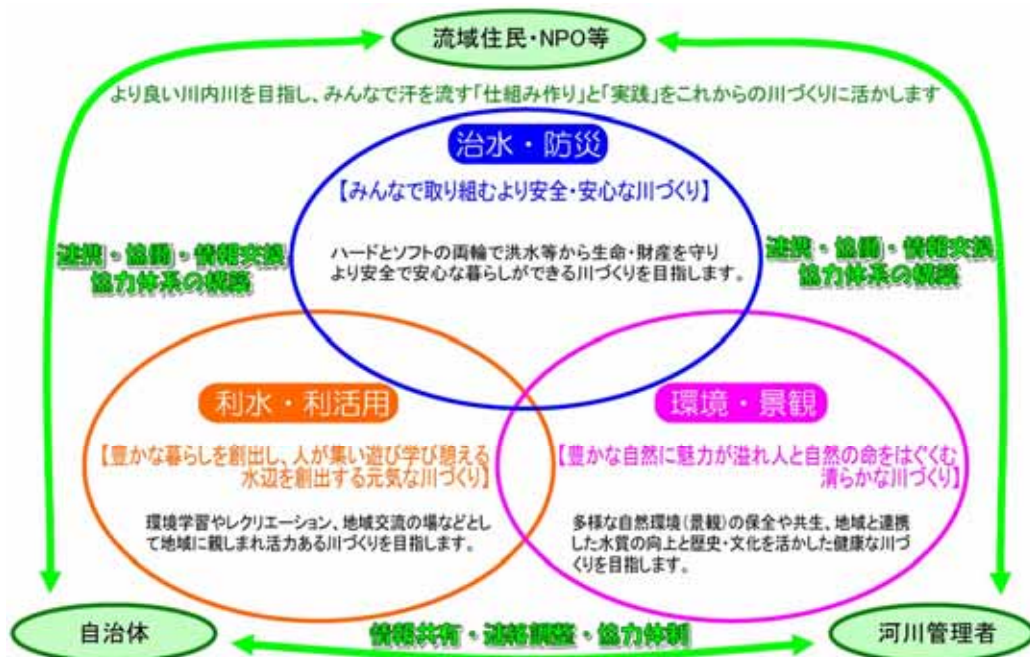 流域住民・NPO等
より良い川内川を目指し、みんなで汗を流す「仕組み作り」と「実践」をこれからの川づくりに活かします
治水・防災
【みんなで取り組むより安全・安心な川づくり】
ハードとソフトの両輪で洪水等から生命・財産を守り
より安全で安心な暮らしができる川づくりを目指します。
連携・協働・情報交換
協力体系の構築
連携・協働・情報交換
協力体系の構築
利水・利活用
【豊かな暮らしを創出し、人が集い遊び学び憩える
水辺を創出する元気な川づくり】
環境学習やレクリエーション、地域交流の場などとし
て地域に親しまれ活力ある川づくりを目指します。
環境・景観
【豊かな自然に魅力が溢れ人と自然の命をはぐくむ
清らかな川づくり】
多様な自然環境(景観)の保全や共生、地域と連携
した水質の向上と歴史・文化を活かした健康な川づ
くりを目指します。
自治体
情報共有・連絡調整・協力体制
河川管理者